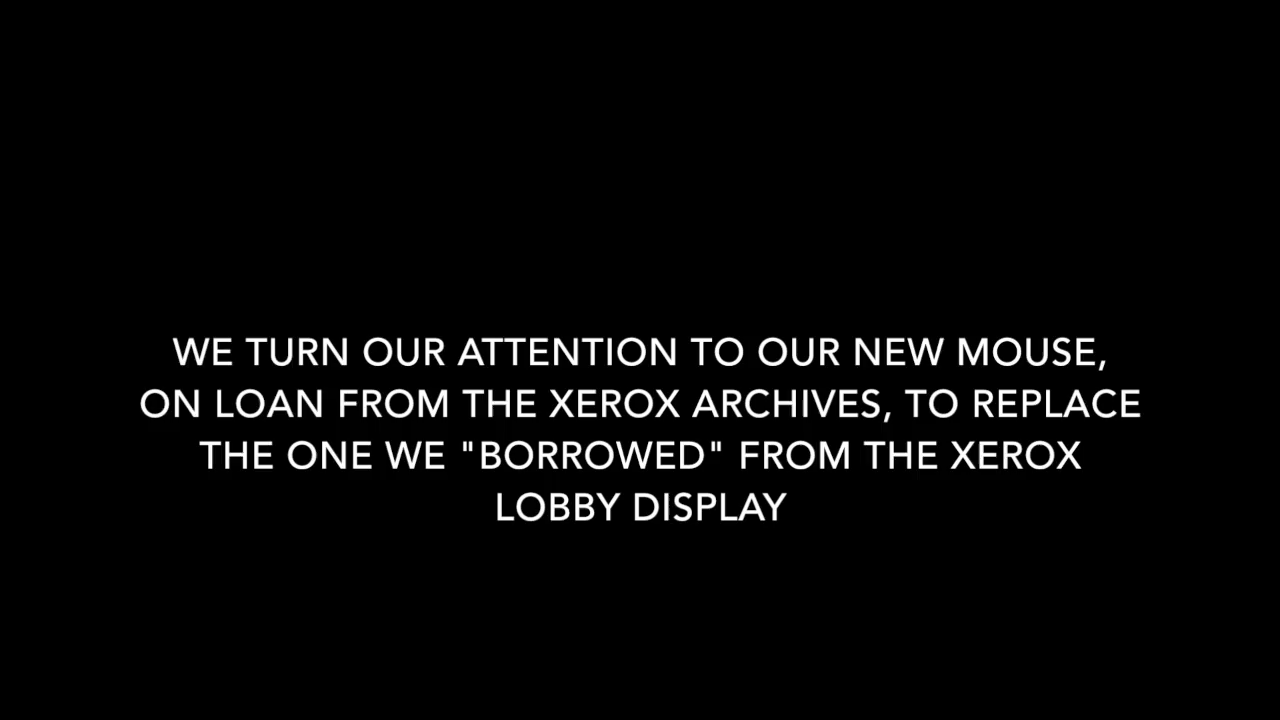 WE TURN OUR ATTENTION TO OUR NEW MOUSE,
ON LOAN FROM THE XEROX ARCHIVES, TO REPLACE
THE ONE WE "BORROWED" FROM THE XEROX
LOBBY DISPLAY